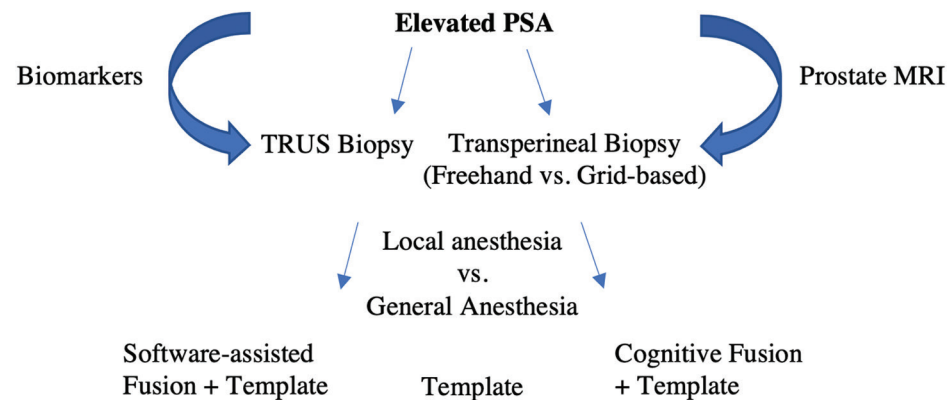 Elevated PSA
Biomarkers
Prostate MRI
TRUS Biopsy
Transperineal Biopsy
(Freehand vs. Grid-based)
Local anesthesia
vs.
General Anesthesia
Software-assisted
Fusion + Template
Template
Cognitive Fusion
+ Template